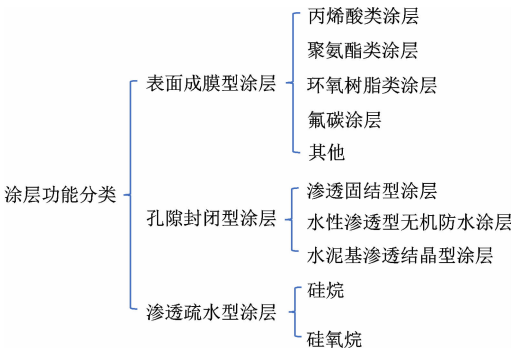 涂层功能分类
表面成膜型涂层
丙烯酸类涂层
聚氨酯类涂层
环氧树脂类涂层
氟碳涂层
其他
孔隙封闭型涂层
渗透固结型涂层
水性渗透型无机防水涂层
水泥基渗透结晶型涂层
渗透疏水型涂层
硅烷
硅氧烷